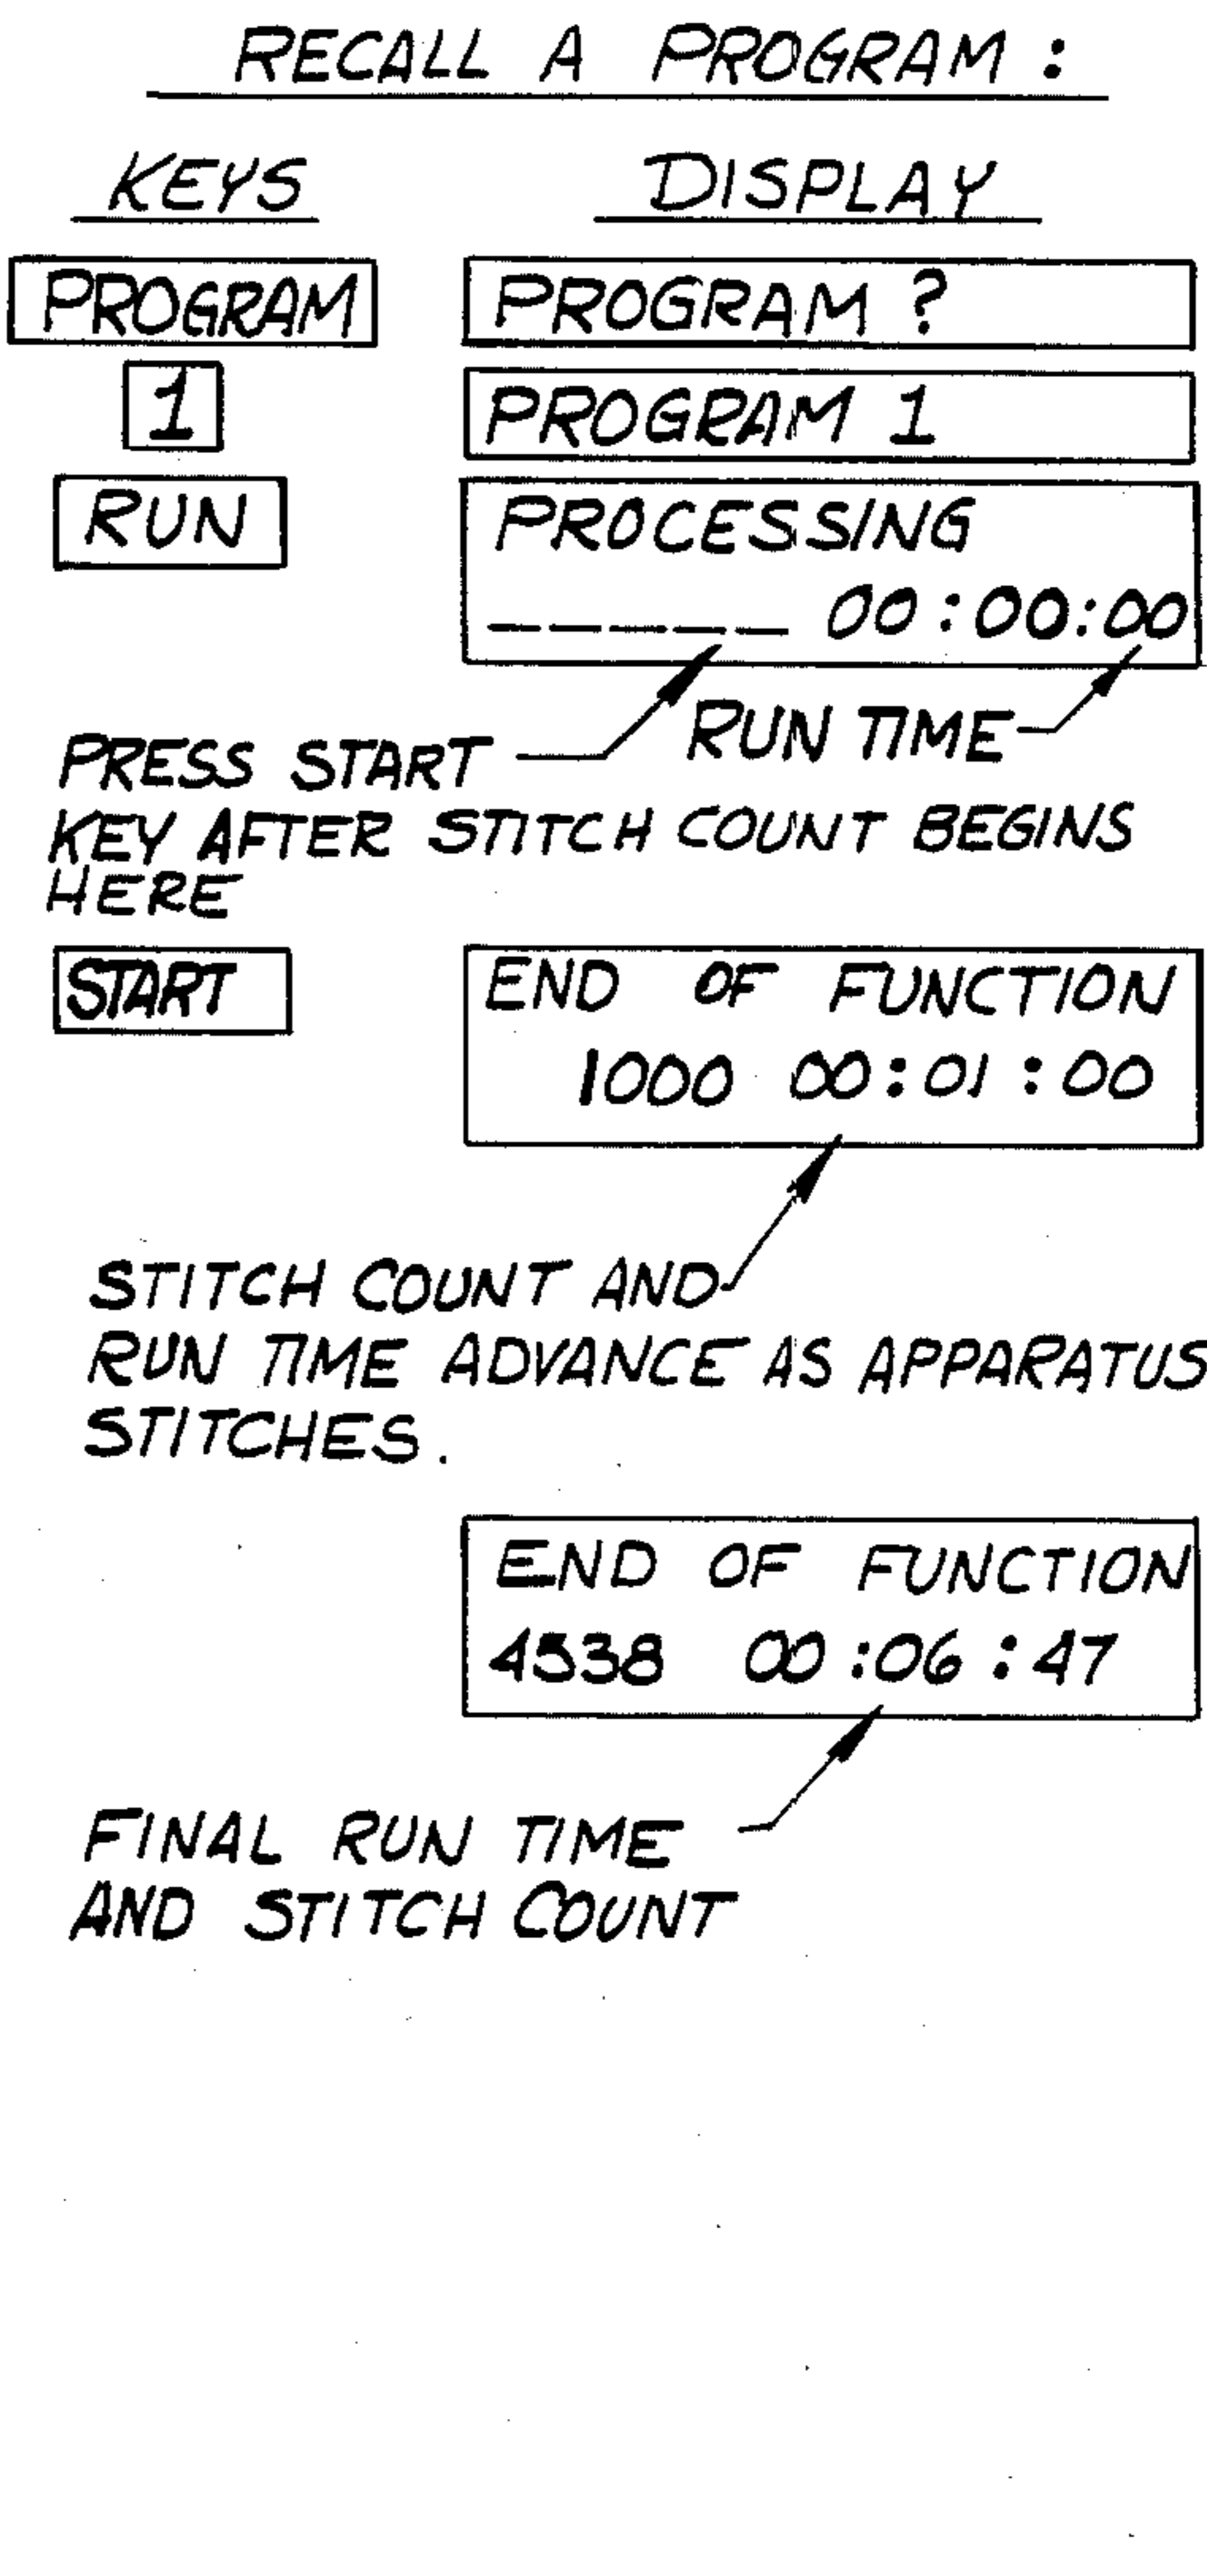 RECALL A PROGRAM :
KEYS DISPLAY
PROGRAM PROGRAM ?
1 PROGRAM 1
RUN PROCESSING
_ _ _ _ _ 00:00:00
RUN TIME
PRESS START
KEY AFTER STITCH COUNT BEGINS
HERE
START END OF FUNCTION
1000 00:01:00
STITCH COUNT AND
RUN TIME ADVANCE AS APPARATUS
STITCHES.
END OF FUNCTION
4538 00:06:47
FINAL RUN TIME
AND STITCH COUNT